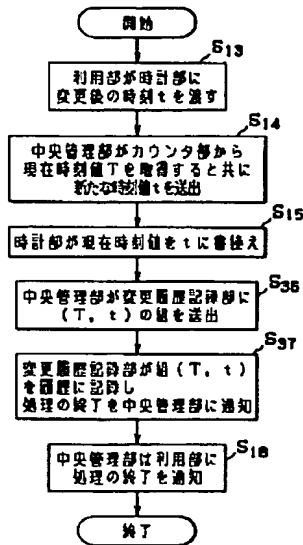 開始
S13
利用部が時計部に
変更後の時刻tを渡す
S14
中央管理部がカウンタ部から
現在時刻値Tを取得すると共に
新たな時刻値tを送出
S15
時計部が現在時刻値をtに書換え
S36
中央管理部が変更履歴記録部に
(T, t)の組を送出
S37
変更履歴記録部が組(T, t)
を履歴に記録し
処理の終了を中央管理部に通知
S18
中央管理部は利用部に
処理の終了を通知
終了